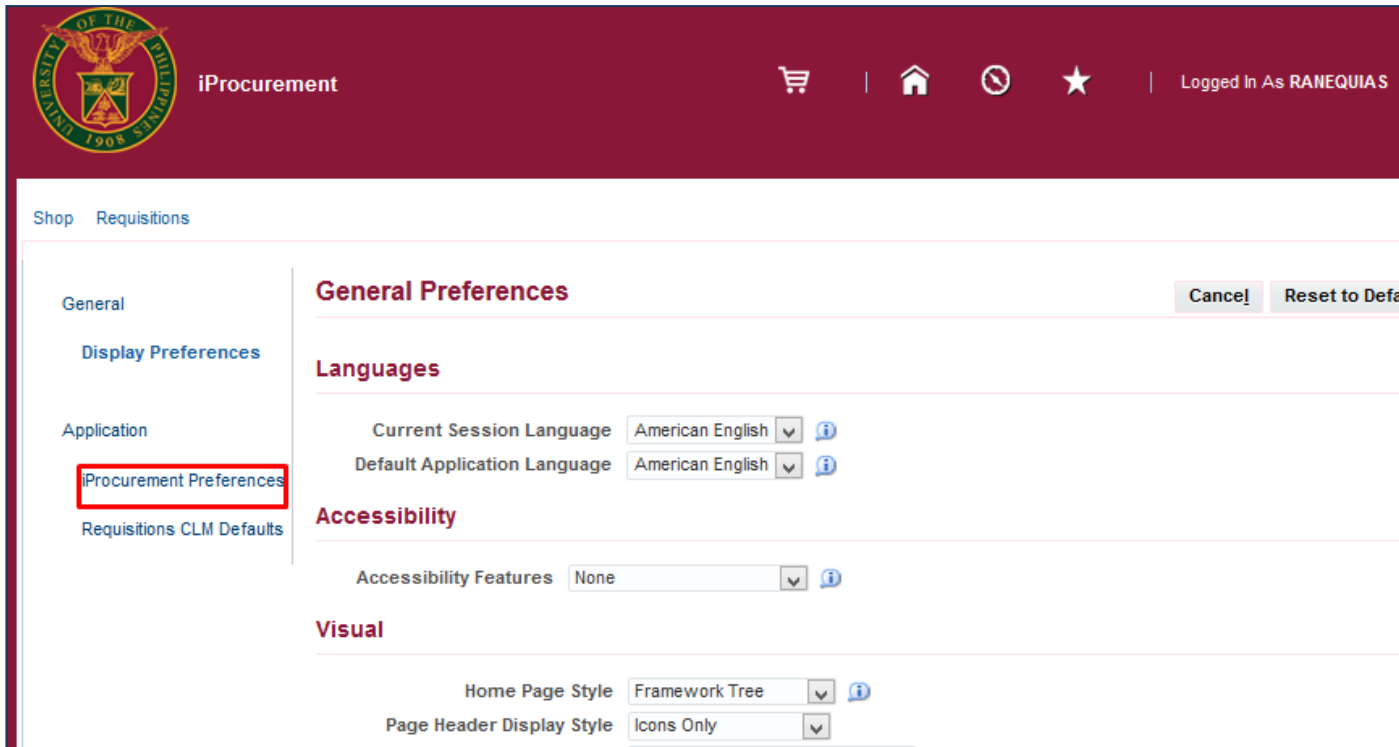 UNIVERSITY OF THE PHILIPPINES
1908
iProcurement
Logged In As RANEQUIAS
Shop Requisitions
General
Display Preferences
Application
iProcurement Preferences
Requisitions CLM Defaults
General Preferences
Cancel Reset to Defa
Languages
Current Session Language American English
Default Application Language American English
Accessibility
Accessibility Features None
Visual
Home Page Style Framework Tree
Page Header Display Style Icons Only